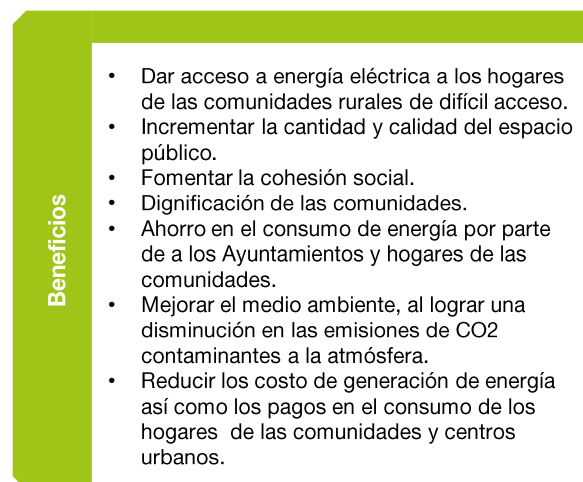 Beneficios
• Dar acceso a energía eléctrica a los hogares
de las comunidades rurales de difícil acceso.
• Incrementar la cantidad y calidad del espacio
público.
• Fomentar la cohesión social.
• Dignificación de las comunidades.
• Ahorro en el consumo de energía por parte
de a los Ayuntamientos y hogares de las
comunidades.
• Mejorar el medio ambiente, al lograr una
disminución en las emisiones de CO2
contaminantes a la atmósfera.
• Reducir los costo de generación de energía
así como los pagos en el consumo de los
hogares  de las comunidades y centros
urbanos.